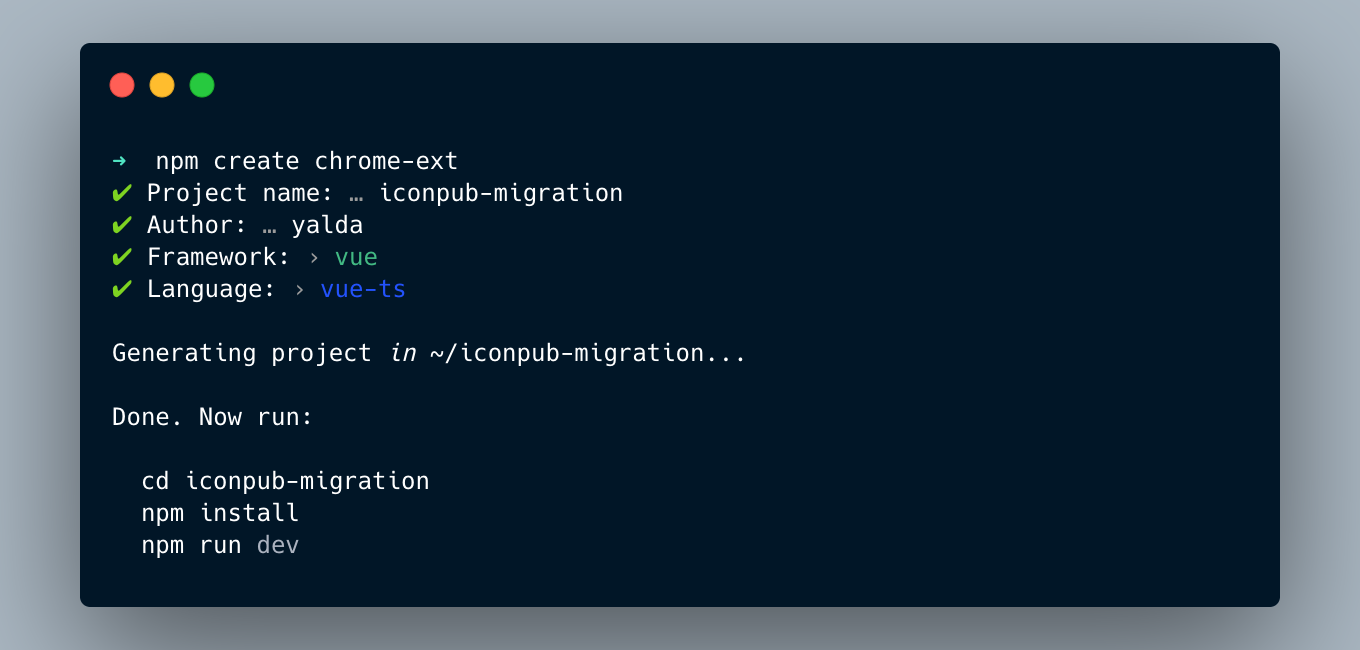 ➜  npm create chrome-ext
✔ Project name: … iconpub-migration
✔ Author: … yalda
✔ Framework: › vue
✔ Language: › vue-ts
Generating project in ~/iconpub-migration...
Done. Now run:
cd iconpub-migration
npm install
npm run dev